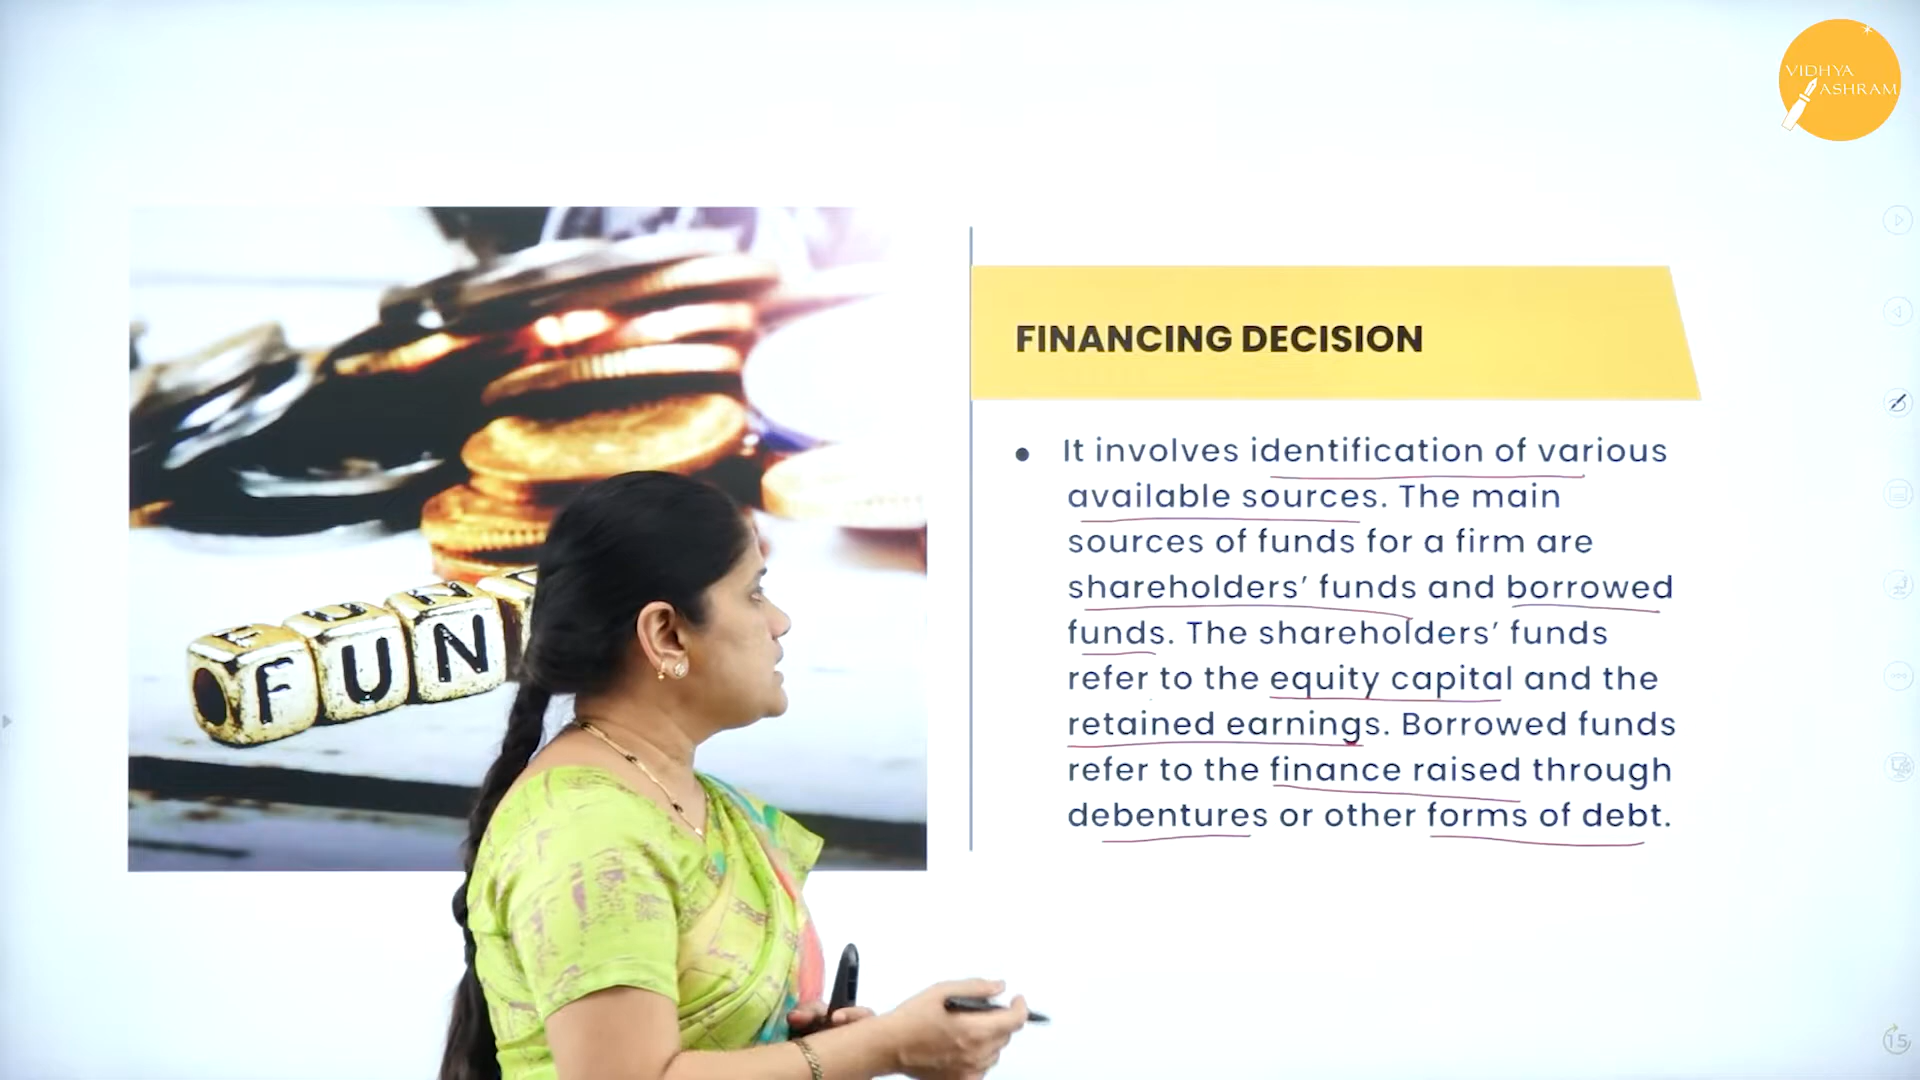 VIDHYA
ASHRAM
FINANCING DECISION
• It involves identification of various
available sources. The main
sources of funds for a firm are
shareholders’ funds and borrowed
funds. The shareholders’ funds
refer to the equity capital and the
retained earnings. Borrowed funds
refer to the finance raised through
debentures or other forms of debt.
FUN
FUN
15